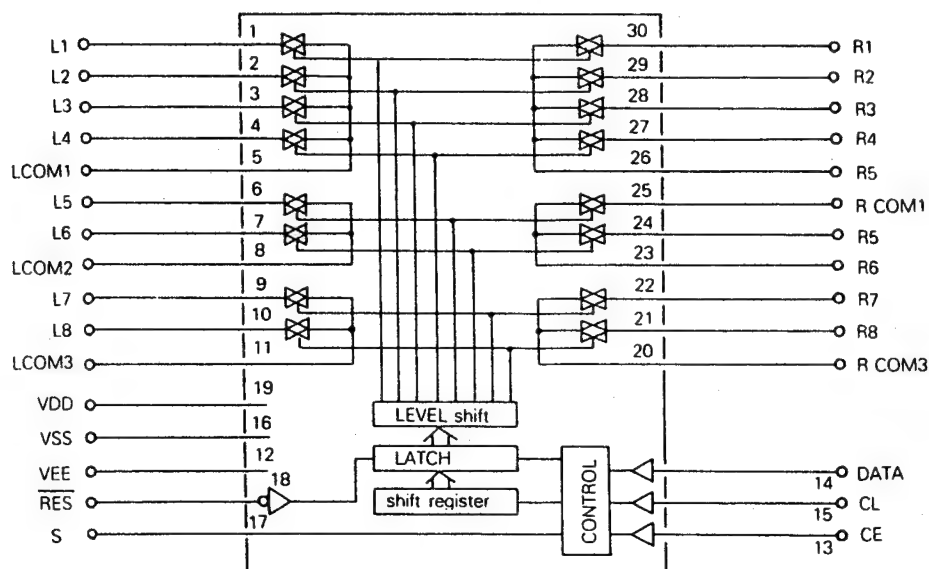 L1 1 30 R1
L2 2 29 R2
L3 3 28 R3
L4 4 27 R4
LCOM1 5 26 R5
L5 6 25 R COM1
L6 7 24 R5
LCOM2 8 23 R6
L7 9 22 R7
L8 10 21 R8
LCOM3 11 20 R COM3
VDD 19
LEVEL shift
VSS 16
VEE 12 LATCH 14 DATA
RES 18 shift register CONTROL 15 CL
S 17 13 CE